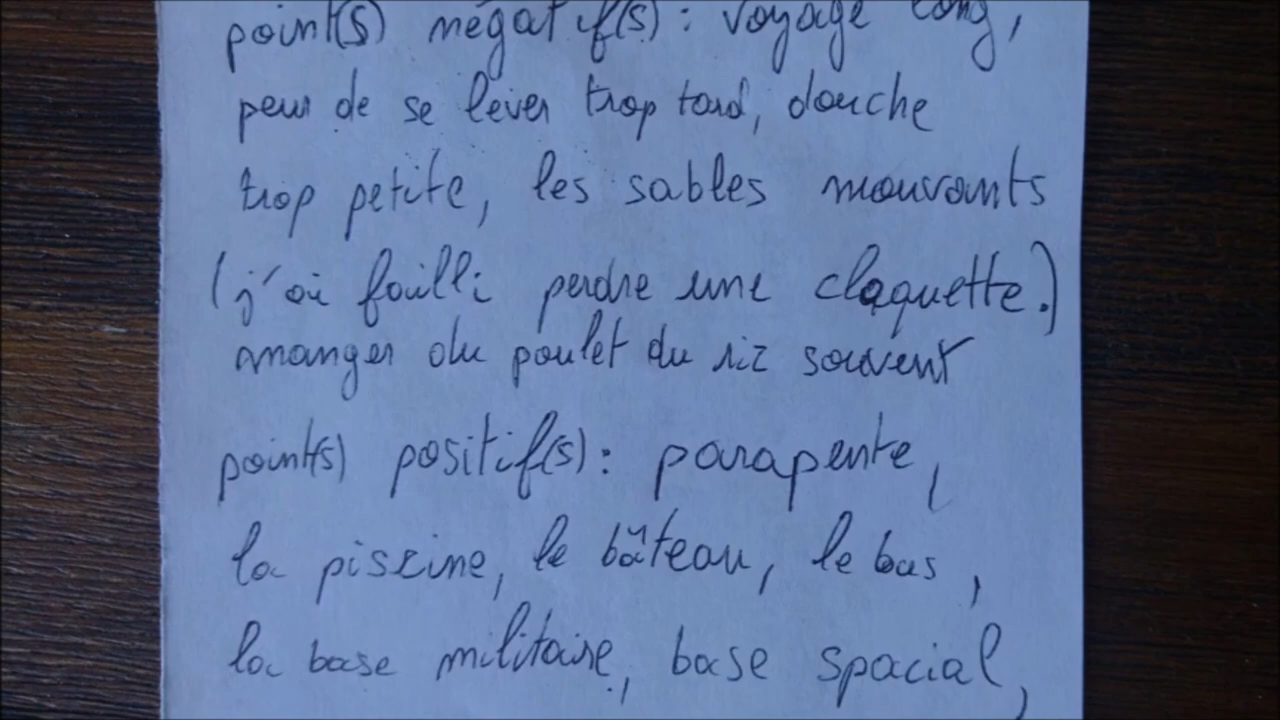 point(s) négatif(s) : voyage long,
peur de se lever trop tard, douche
trop petite, les sables mouvants
(j'ai failli perdre une claquette.)
manger du poulet du riz souvent
point(s) positif(s) : parapente,
la piscine, le bâteau, le bus,
la base militaire, base spacial,